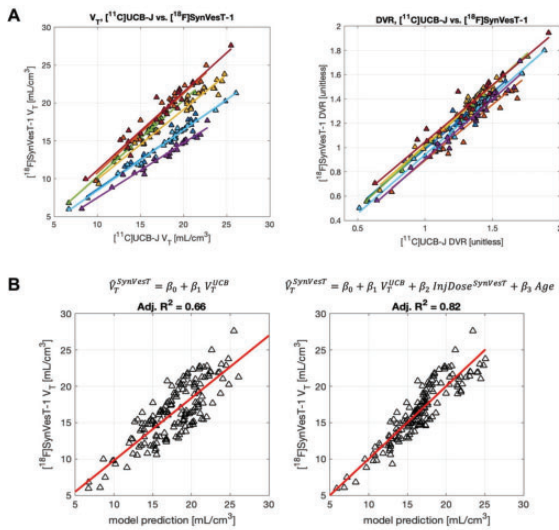 A
V_T, [¹¹C]UCB-J vs. [¹⁸F]SynVesT-1
[¹⁸F]SynVesT-1 V_T [mL/cm³]
30
25
20
15
10
5
5 10 15 20 25 30
[¹¹C]UCB-J V_T [mL/cm³]
DVR, [¹¹C]UCB-J vs. [¹⁸F]SynVesT-1
[¹⁸F]SynVesT-1 DVR [unitless]
2
1.8
1.6
1.4
1.2
1
0.8
0.6
0.4
0.5 1 1.5 2
[¹¹C]UCB-J DVR [unitless]
B
V̂_T^SynVesT = β₀ + β₁ V_T^UCB
Adj. R² = 0.66
[¹⁸F]SynVesT-1 V_T [mL/cm³]
30
25
20
15
10
5
5 10 15 20 25 30
model prediction [mL/cm³]
V̂_T^SynVesT = β₀ + β₁ V_T^UCB + β₂ InjDose^SynVesT + β₃ Age
Adj. R² = 0.82
[¹⁸F]SynVesT-1 V_T [mL/cm³]
30
25
20
15
10
5
5 10 15 20 25 30
model prediction [mL/cm³]